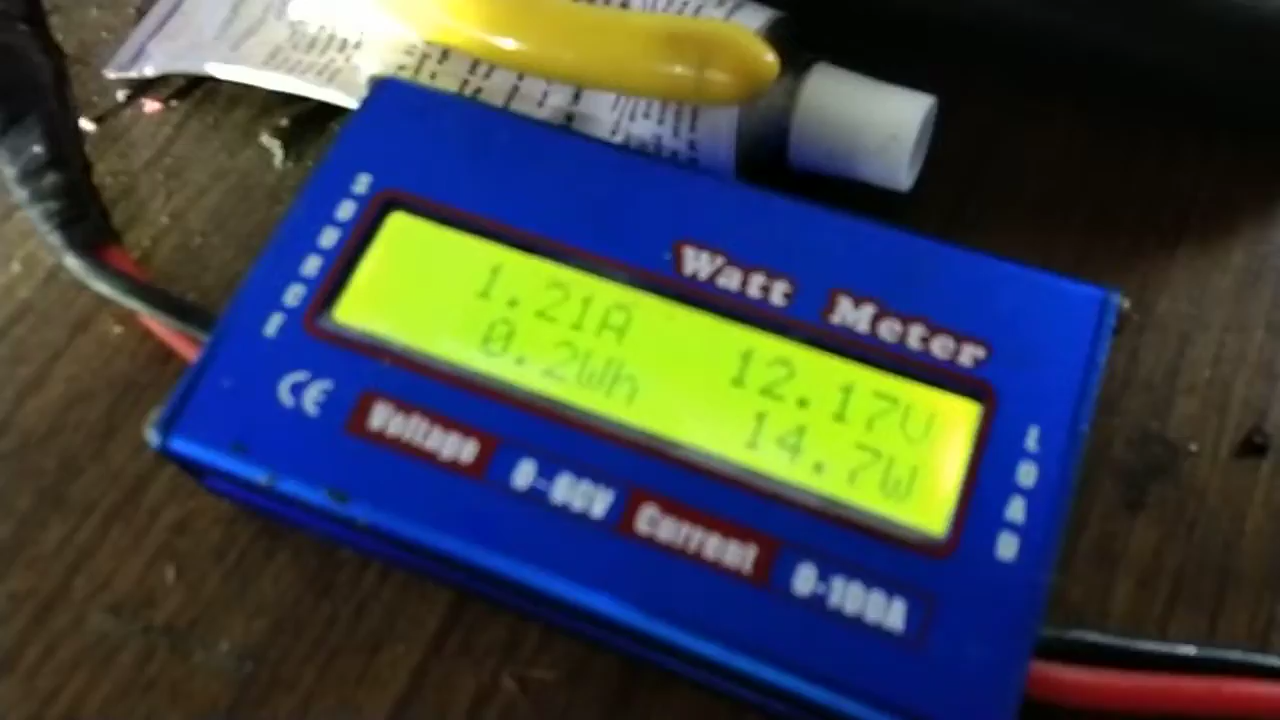 Watt Meter
SOURCE
1.21A 12.17V
0.2Wh 14.7W
LOAD
CE
Voltage 0-60V Current 0-100A